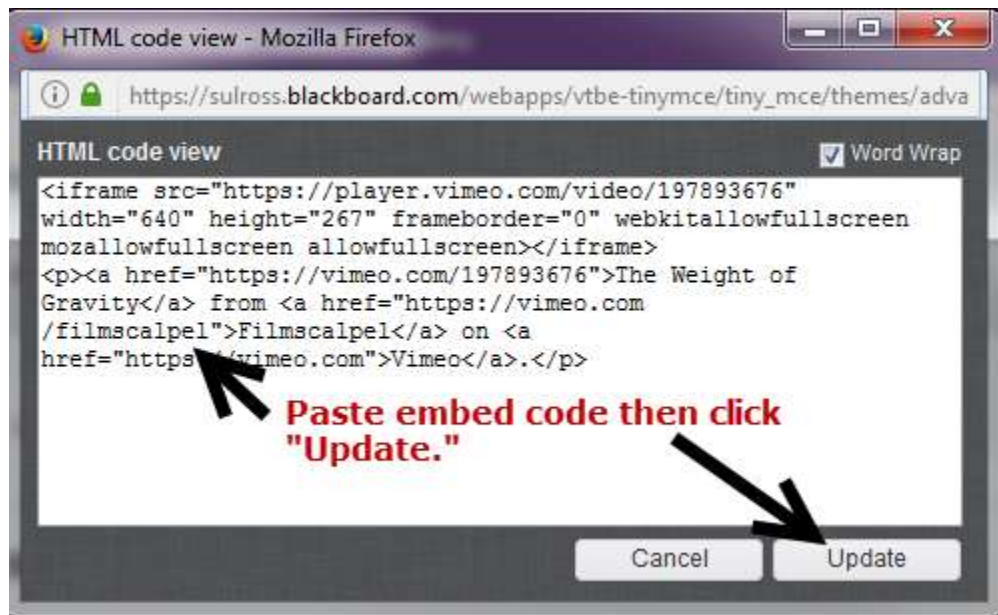 HTML code view - Mozilla Firefox
https://sulross.blackboard.com/webapps/vtbe-tinymce/tiny_mce/themes/adva
HTML code view
Word Wrap
<iframe src="https://player.vimeo.com/video/197893676"
width="640" height="267" frameborder="0" webkitallowfullscreen
mozallowfullscreen allowfullscreen></iframe>
<p><a href="https://vimeo.com/197893676">The Weight of
Gravity</a> from <a href="https://vimeo.com
/filmscalpel">Filmscalpel</a> on <a
href="https://vimeo.com">Vimeo</a>.</p>
Paste embed code then click
"Update."
Cancel
Update